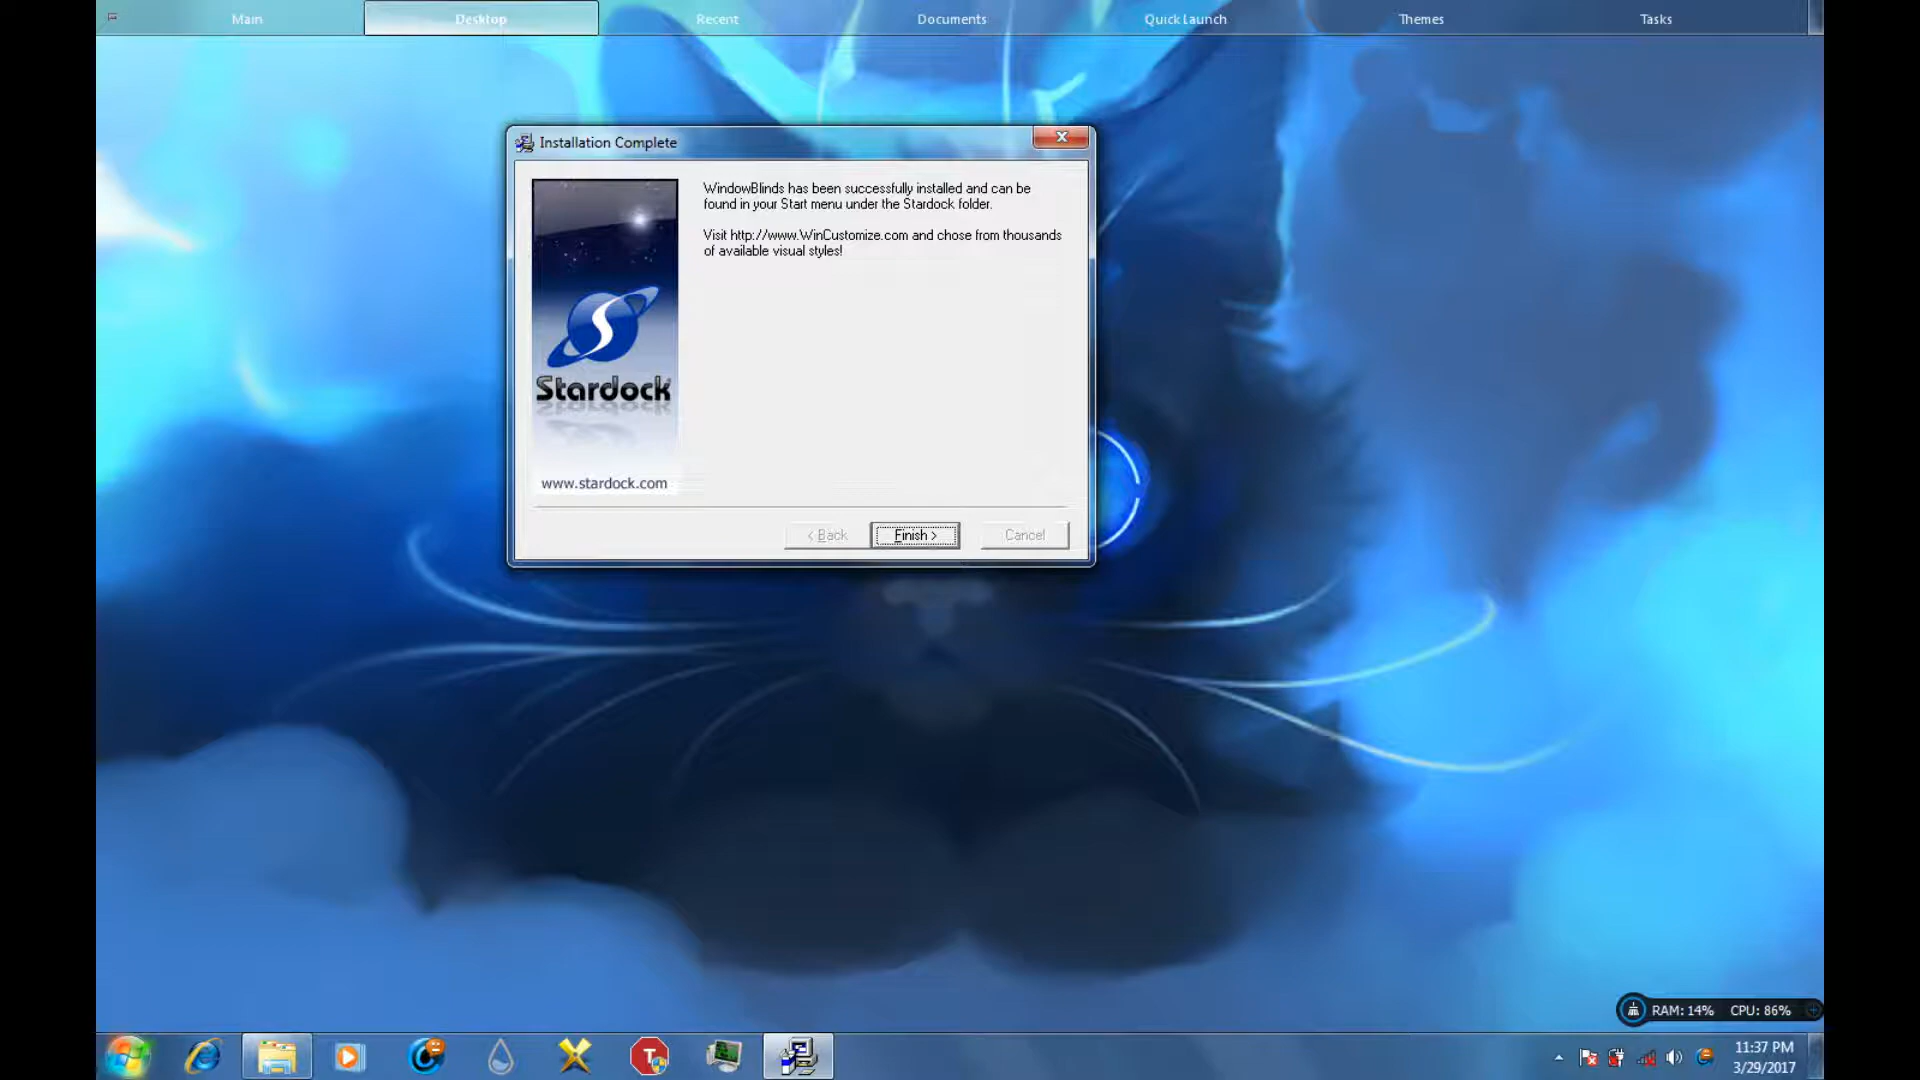 Main
Desktop
Recent
Documents
Quick Launch
Themes
Tasks
Installation Complete
WindowBlinds has been successfully installed and can be
found in your Start menu under the Stardock folder.
Visit http://www.WinCustomize.com and chose from thousands
of available visual styles!
Stardock
www.stardock.com
< Back
Finish >
Cancel
RAM: 14% CPU: 86%
T
11:37 PM
3/29/2017